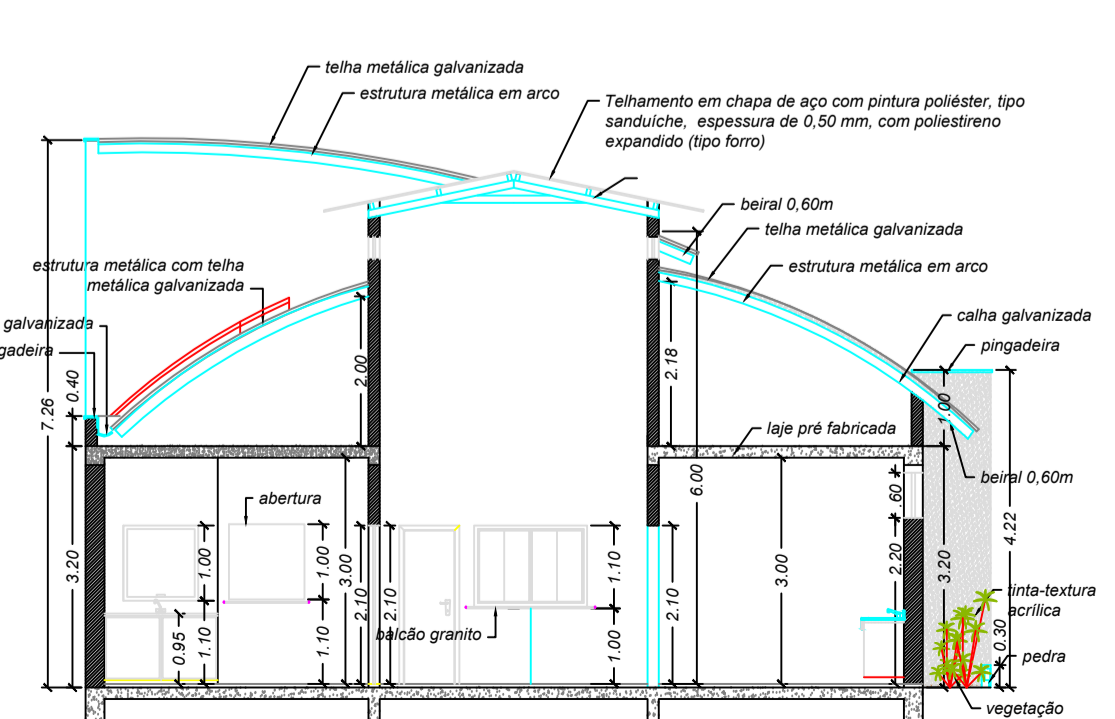 telha metálica galvanizada
estrutura metálica em arco
Telhamento em chapa de aço com pintura poliéster, tipo
sanduíche, espessura de 0,50 mm, com poliestireno
expandido (tipo forro)
beiral 0,60m
telha metálica galvanizada
estrutura metálica com telha
metálica galvanizada
estrutura metálica em arco
galvanizada
gadeira
calha galvanizada
pingadeira
7.26
0.40
2.00
2.18
1.00
laje pré fabricada
beiral 0,60m
6.00
4.22
abertura
3.20
1.00
1.00
3.00
2.10
2.10
1.10
2.10
3.00
.60
2.20
3.20
tinta-textura
acrílica
balcão granito
0.95
1.10
1.10
1.00
0.30
pedra
vegetação